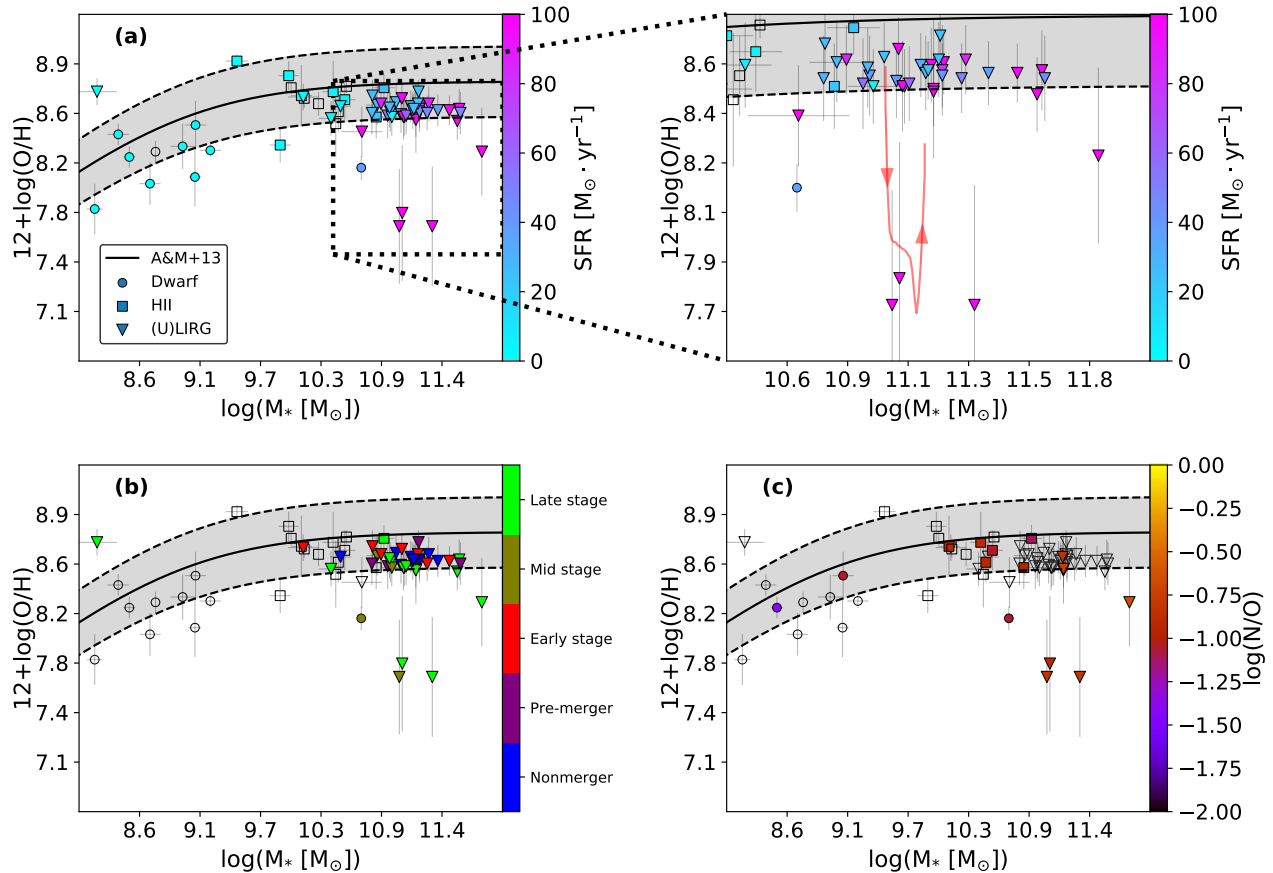 (a)
8.9
8.6
8.2
7.8
7.4
7.1
12+log(O/H)
8.6 9.1 9.7 10.3 10.9 11.4
log(M* [M⊙])
A&M+13
Dwarf
HII
(U)LIRG
100
80
60
40
20
0
SFR [M⊙·yr−1]
8.6
8.4
8.2
8.1
7.9
7.7
12+log(O/H)
10.6 10.9 11.1 11.3 11.5 11.8
log(M* [M⊙])
100
80
60
40
20
0
SFR [M⊙·yr−1]
(b)
8.9
8.6
8.2
7.8
7.4
7.1
12+log(O/H)
8.6 9.1 9.7 10.3 10.9 11.4
log(M* [M⊙])
Late stage
Mid stage
Early stage
Pre-merger
Nonmerger
(c)
8.9
8.6
8.2
7.8
7.4
7.1
12+log(O/H)
8.6 9.1 9.7 10.3 10.9 11.4
log(M* [M⊙])
0.00
−0.25
−0.50
−0.75
−1.00
−1.25
−1.50
−1.75
−2.00
log(N/O)